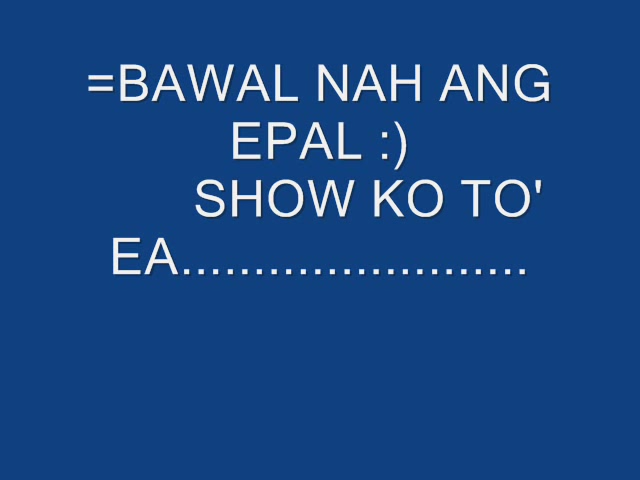 =BAWAL NAH ANG
EPAL :)
SHOW KO TO'
EA........................